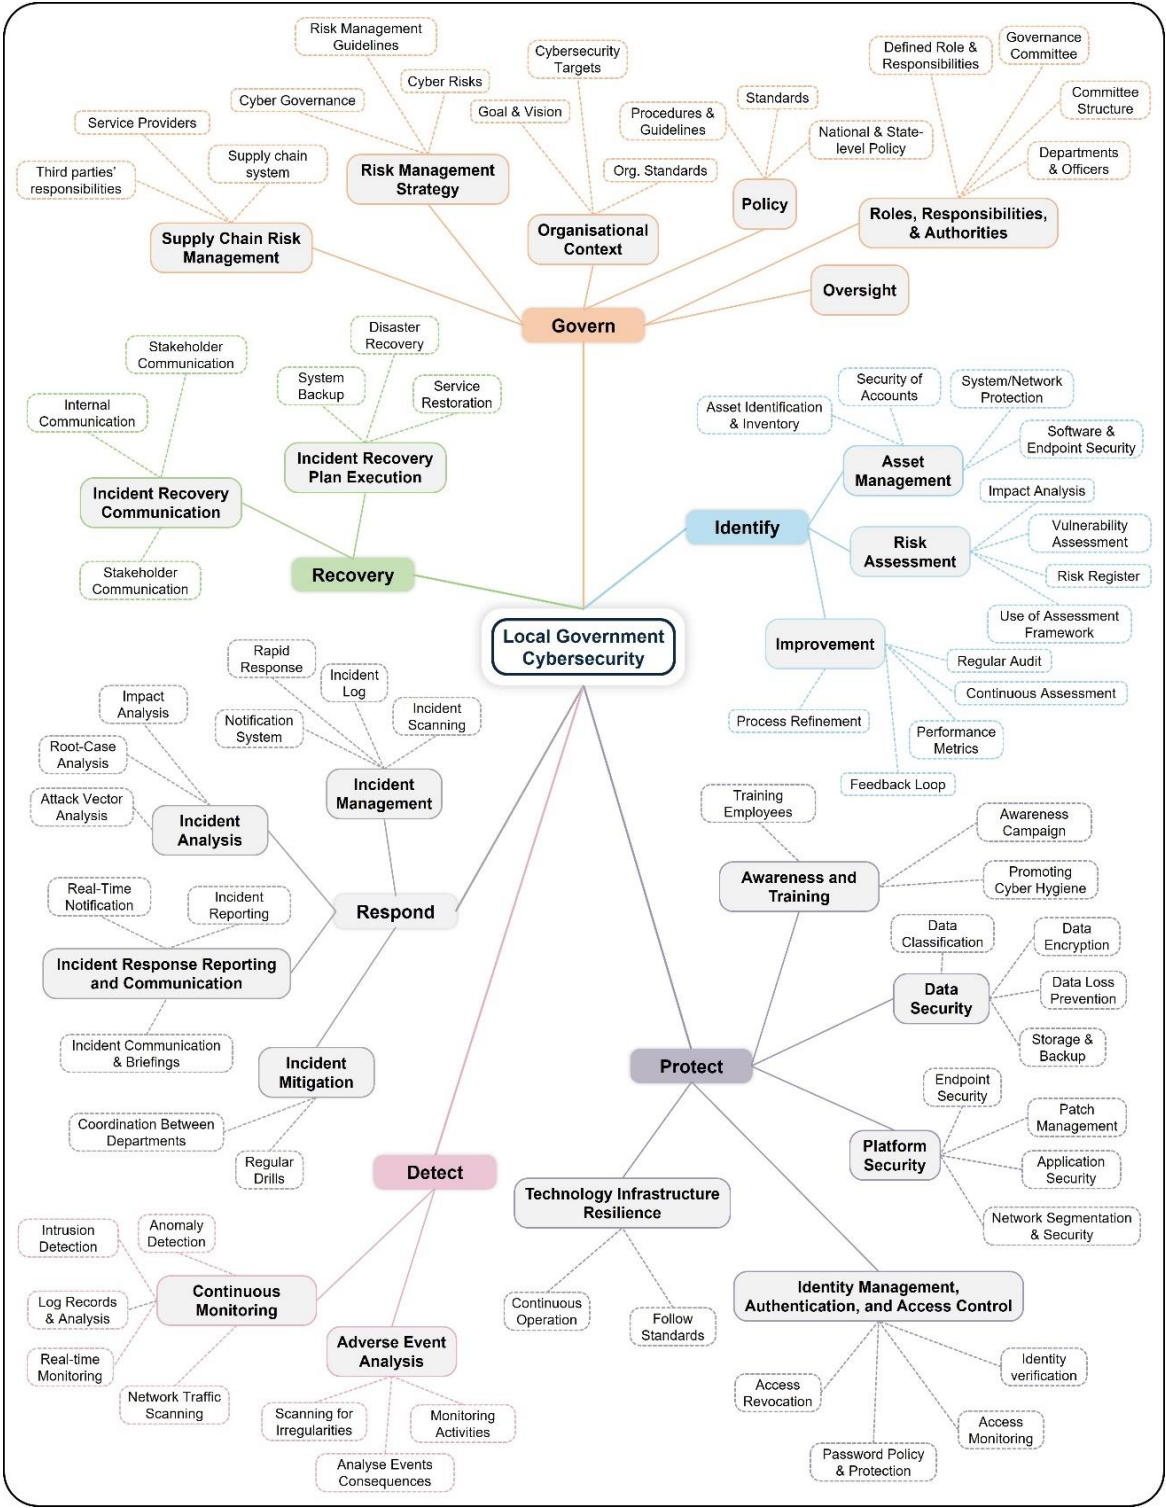 Risk Management
Guidelines
Cybersecurity
Targets
Defined Role &
Responsibilities
Governance
Committee
Cyber Governance
Cyber Risks
Goal & Vision
Procedures &
Guidelines
Standards
Committee
Structure
Service Providers
National & State-
level Policy
Third parties'
responsibilities
Supply chain
system
Org. Standards
Departments
& Officers
Risk Management
Strategy
Policy
Supply Chain Risk
Management
Organisational
Context
Roles, Responsibilities,
& Authorities
Oversight
Govern
Stakeholder
Communication
Disaster
Recovery
Internal
Communication
System
Backup
Service
Restoration
Incident Recovery
Plan Execution
Incident Recovery
Communication
Stakeholder
Communication
Recovery
Asset Identification
& Inventory
Security of
Accounts
System/Network
Protection
Software &
Endpoint Security
Asset
Management
Impact Analysis
Identify
Risk
Assessment
Vulnerability
Assessment
Risk Register
Use of Assessment
Framework
Improvement
Regular Audit
Continuous Assessment
Process Refinement
Performance
Metrics
Feedback Loop
Local Government
Cybersecurity
Rapid
Response
Incident
Log
Incident
Scanning
Notification
System
Incident
Management
Impact
Analysis
Root-Case
Analysis
Attack Vector
Analysis
Incident
Analysis
Respond
Real-Time
Notification
Incident
Reporting
Incident Response Reporting
and Communication
Incident Communication
& Briefings
Incident
Mitigation
Coordination Between
Departments
Regular
Drills
Training
Employees
Awareness
Campaign
Awareness and
Training
Promoting
Cyber Hygiene
Data
Classification
Data
Encryption
Data
Security
Data Loss
Prevention
Storage &
Backup
Protect
Endpoint
Security
Patch
Management
Platform
Security
Application
Security
Network Segmentation
& Security
Technology Infrastructure
Resilience
Continuous
Operation
Follow
Standards
Identity Management,
Authentication, and Access Control
Identity
verification
Access
Revocation
Access
Monitoring
Password Policy
& Protection
Detect
Intrusion
Detection
Anomaly
Detection
Continuous
Monitoring
Log Records
& Analysis
Real-time
Monitoring
Network Traffic
Scanning
Adverse Event
Analysis
Scanning for
Irregularities
Monitoring
Activities
Analyse Events
Consequences